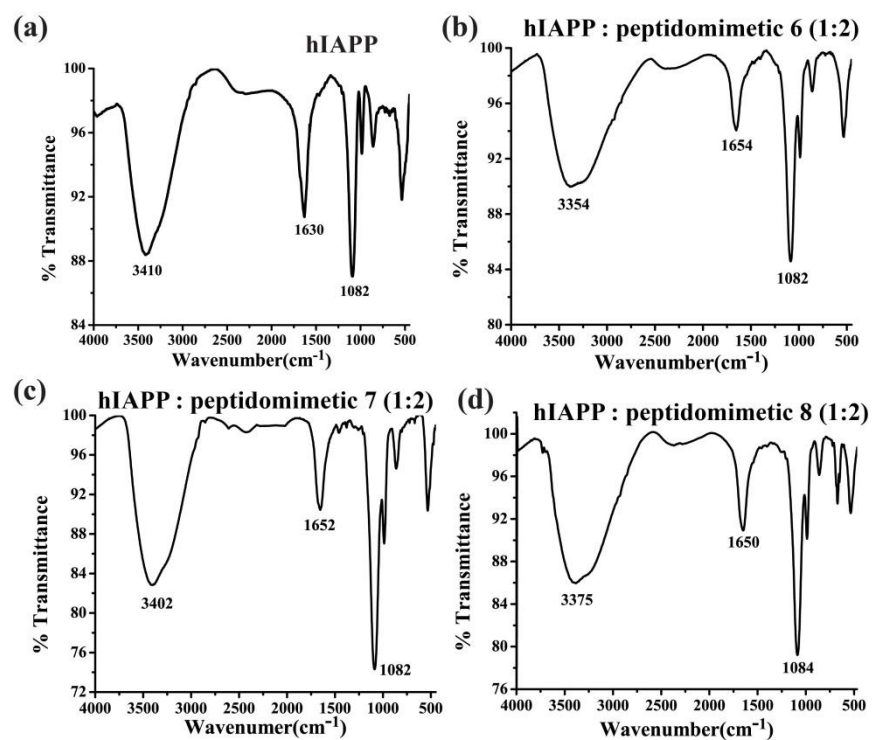 (a)
hIAPP
% Transmittance
100
96
92
88
84
3410
1630
1082
4000 3500 3000 2500 2000 1500 1000 500
Wavenumber(cm-1)
(b)
hIAPP : peptidomimetic 6 (1:2)
% Transmittance
100
96
92
88
84
80
3354
1654
1082
4000 3500 3000 2500 2000 1500 1000 500
Wavenumber(cm-1)
(c)
hIAPP : peptidomimetic 7 (1:2)
% Transmittance
100
96
92
88
84
80
76
72
3402
1652
1082
4000 3500 3000 2500 2000 1500 1000 500
Wavenumer(cm-1)
(d)
hIAPP : peptidomimetic 8 (1:2)
% Transmittance
100
96
92
88
84
80
76
3375
1650
1084
4000 3500 3000 2500 2000 1500 1000 500
Wavenumber(cm-1)